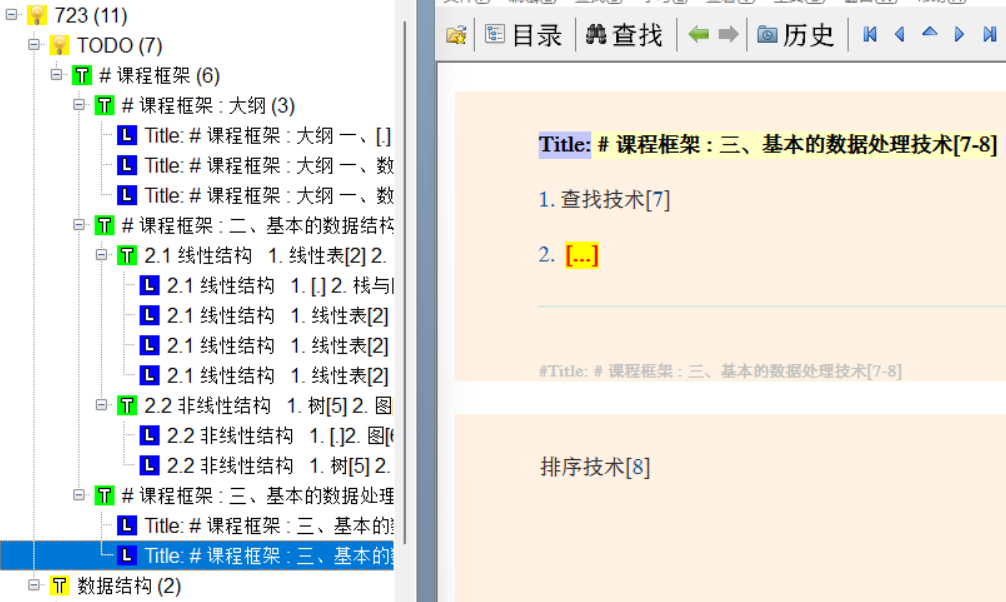 723 (11)
TODO (7)
T # 课程框架 (6)
T # 课程框架 : 大纲 (3)
L Title: # 课程框架 : 大纲 一、[.]
L Title: # 课程框架 : 大纲 一、数
L Title: # 课程框架 : 大纲 一、数
T # 课程框架 : 二、基本的数据结构
T 2.1 线性结构 1. 线性表[2] 2.
L 2.1 线性结构 1. [.] 2. 栈与
L 2.1 线性结构 1. 线性表[2]
L 2.1 线性结构 1. 线性表[2]
L 2.1 线性结构 1. 线性表[2]
T 2.2 非线性结构 1. 树[5] 2. 图
L 2.2 非线性结构 1. [.]2. 图[6
L 2.2 非线性结构 1. 树[5] 2.
T # 课程框架 : 三、基本的数据处理
L Title: # 课程框架 : 三、基本的
L Title: # 课程框架 : 三、基本的
T 数据结构 (2)
目录 查找 历史
Title: # 课程框架 : 三、基本的数据处理技术[7-8]
1. 查找技术[7]
2. [...]
#Title: # 课程框架 : 三、基本的数据处理技术[7-8]
排序技术[8]